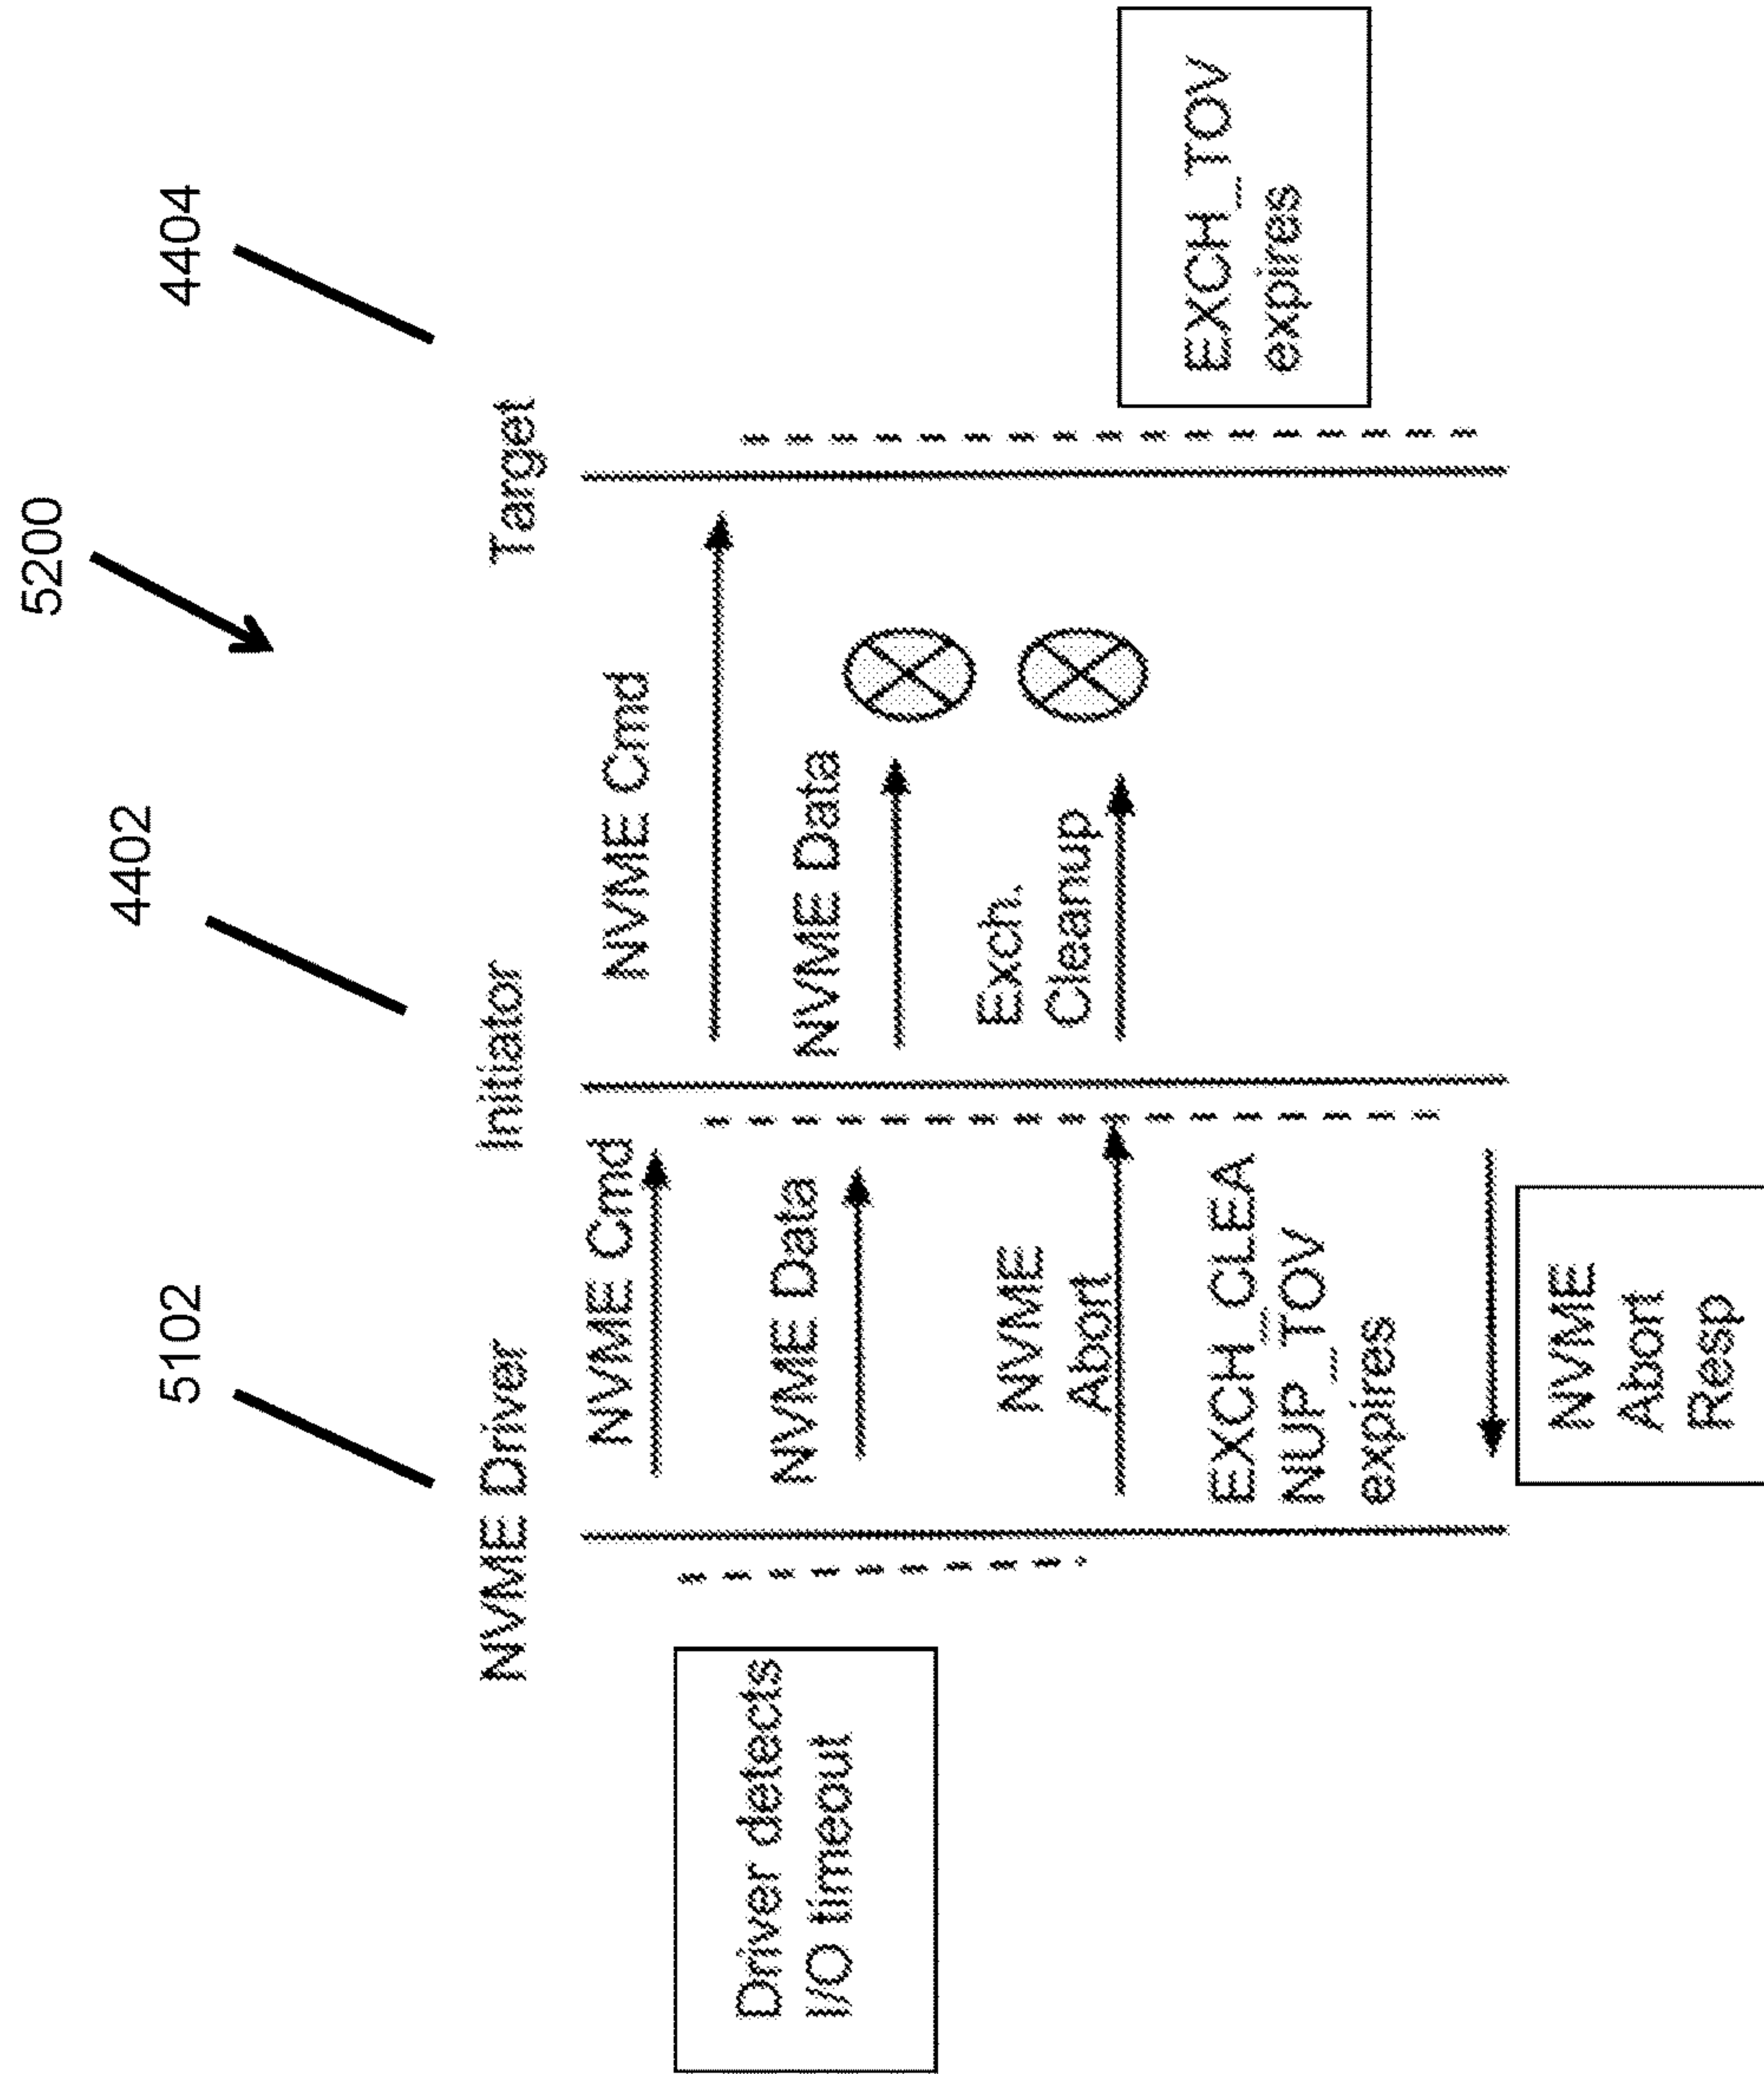 5200
5102
4402
4404
NVME Driver
Initiator
Target
NVME Cmd
NVME Cmd
Driver detects
I/O timeout
NVME Data
NVME Data
NVME
Abort
Exch.
Cleanup
EXCH_CLEA
NUP_TOV
expires
EXCH_TOV
expires
NVME
Abort
Resp